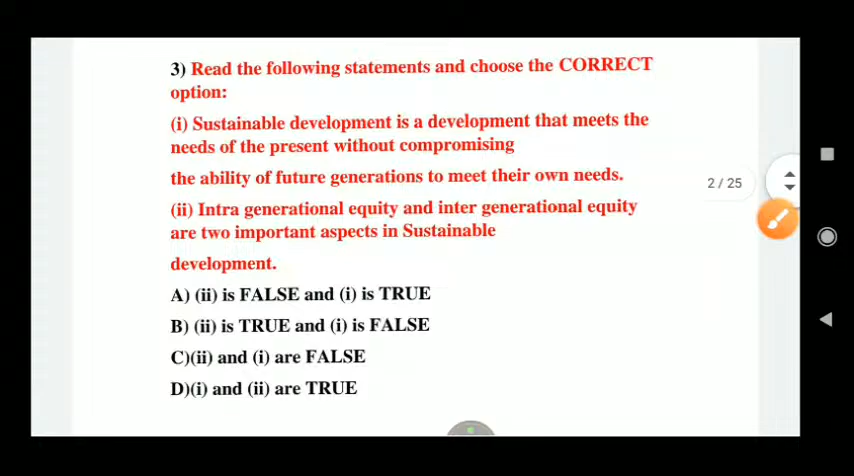 3) Read the following statements and choose the CORRECT
option:
(i) Sustainable development is a development that meets the
needs of the present without compromising
the ability of future generations to meet their own needs.
(ii) Intra generational equity and inter generational equity
are two important aspects in Sustainable
development.
A) (ii) is FALSE and (i) is TRUE
B) (ii) is TRUE and (i) is FALSE
C)(ii) and (i) are FALSE
D)(i) and (ii) are TRUE
2 / 25